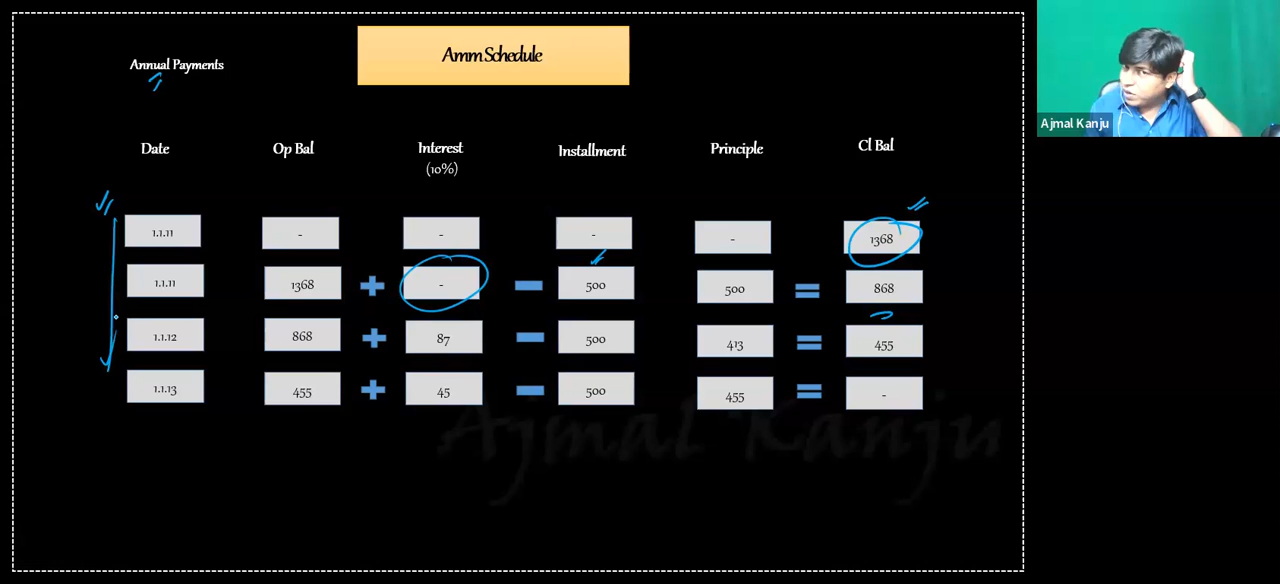 Amm Schedule
Annual Payments
Ajmal Kanju
Date Op Bal Interest Installment Principle Cl Bal
(10%)
1.1.11 - - - - 1368
1.1.11 1368 + - - 500 500 = 868
1.1.12 868 + 87 - 500 413 = 455
1.1.13 455 + 45 - 500 455 = -
Ajmal Kanju